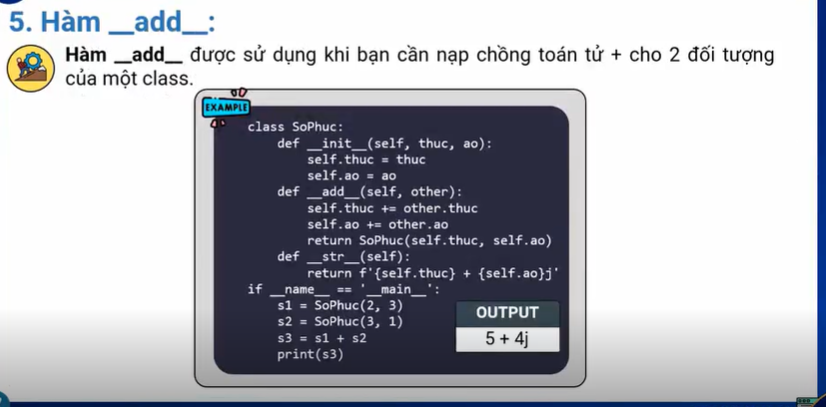 5. Hàm __add__:
Hàm __add__ được sử dụng khi bạn cần nạp chồng toán tử + cho 2 đối tượng
của một class.
EXAMPLE
class SoPhuc:
    def __init__(self, thuc, ao):
        self.thuc = thuc
        self.ao = ao
    def __add__(self, other):
        self.thuc += other.thuc
        self.ao += other.ao
        return SoPhuc(self.thuc, self.ao)
    def __str__(self):
        return f'{self.thuc} + {self.ao}j'
if __name__ == '__main__':
    s1 = SoPhuc(2, 3)
    s2 = SoPhuc(3, 1)
    s3 = s1 + s2
    print(s3)
OUTPUT
5 + 4j